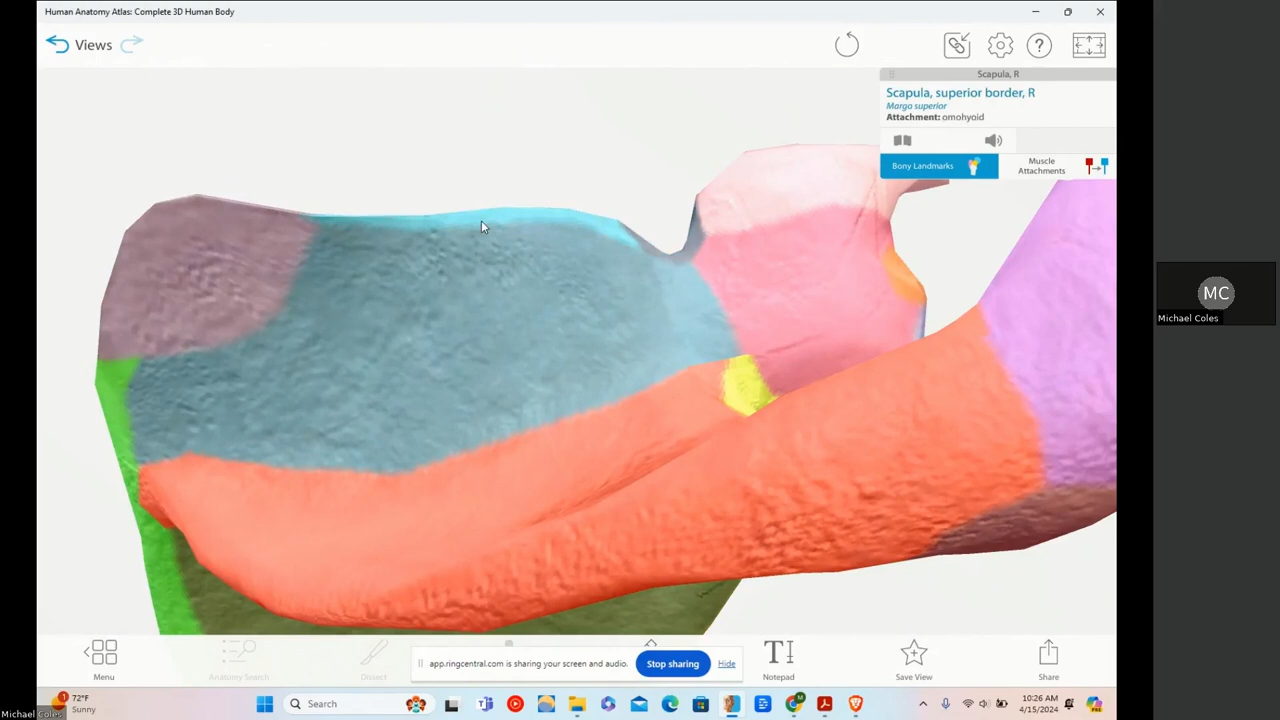 Human Anatomy Atlas: Complete 3D Human Body
Views
Scapula, R
Scapula, superior border, R
Margo superior
Attachment: omohyoid
Bony Landmarks
Muscle
Attachments
MC
Michael Coles
Menu
Anatomy Search
Dissect
app.ringcentral.com is sharing your screen and audio.
Stop sharing
Hide
Notepad
Save View
Share
1
72°F
Sunny
Search
10:26 AM
4/15/2024
Michael Coles